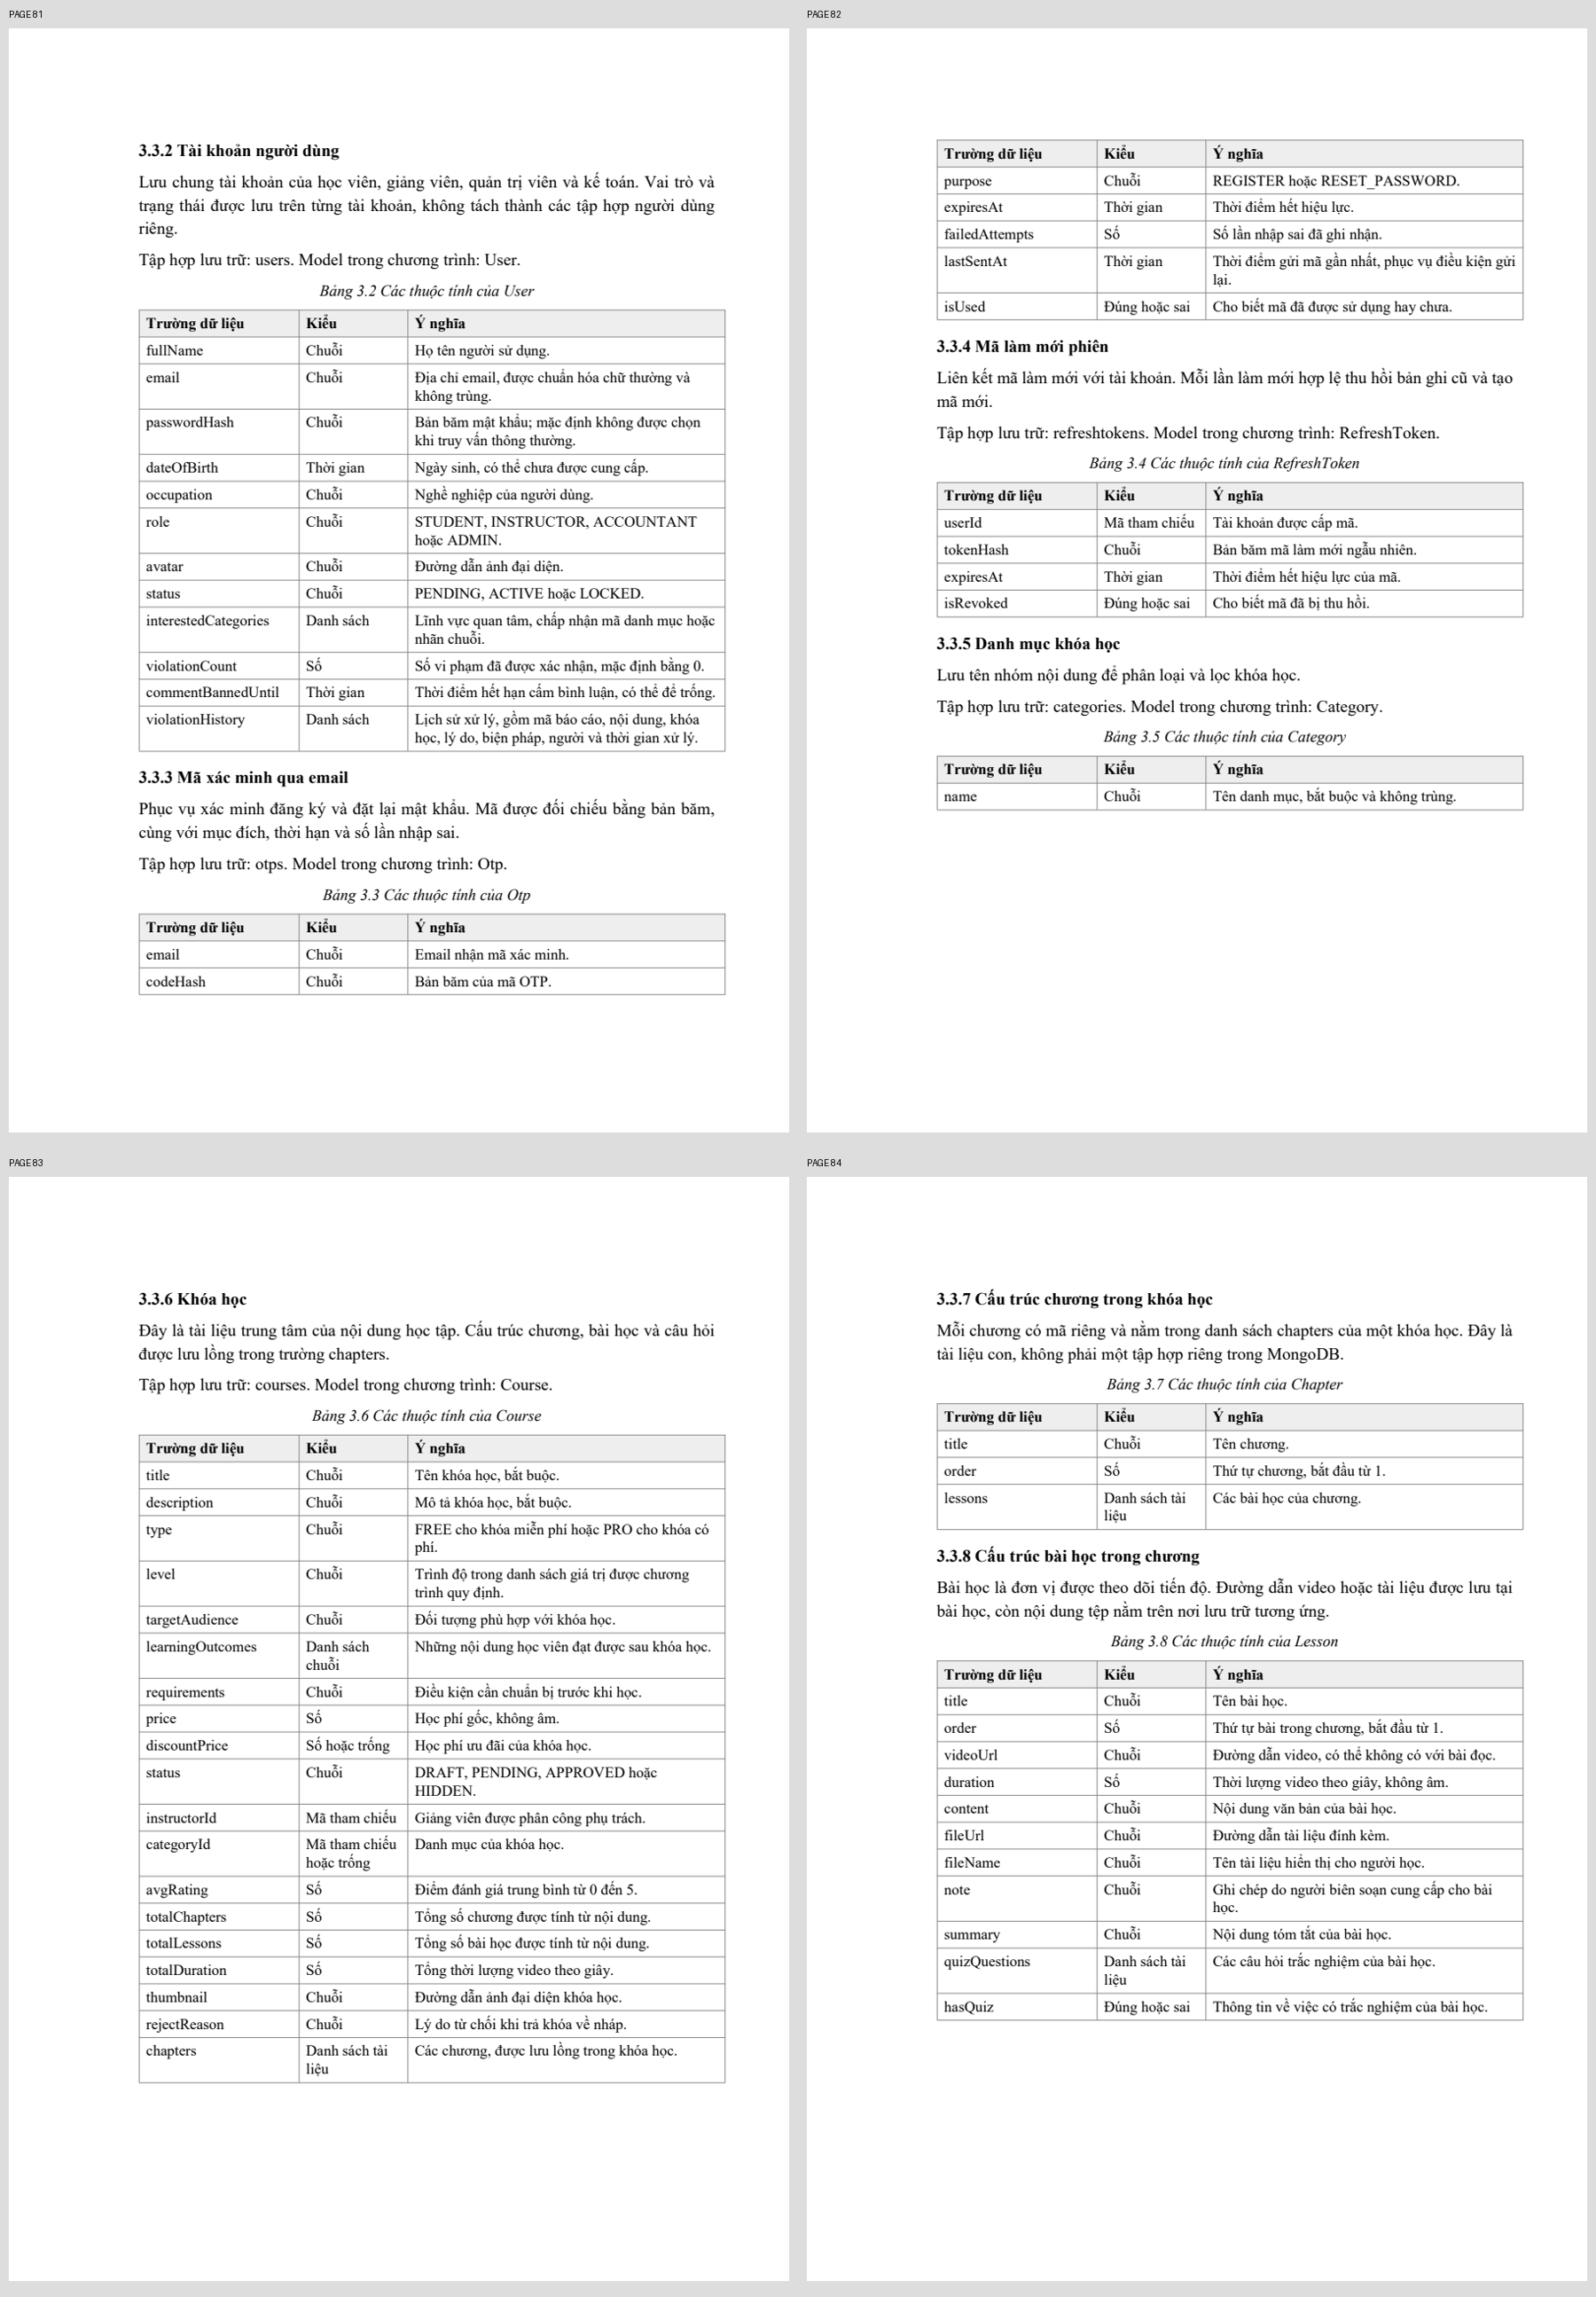 PAGE 81
3.3.2 Tài khoản người dùng
Lưu chung tài khoản của học viên, giảng viên, quản trị viên và kế toán. Vai trò và
trạng thái được lưu trên từng tài khoản, không tách thành các tập hợp người dùng
riêng.
Tập hợp lưu trữ: users. Model trong chương trình: User.
Bảng 3.2 Các thuộc tính của User
Trường dữ liệu Kiểu Ý nghĩa
fullName Chuỗi Họ tên người sử dụng.
email Chuỗi Địa chỉ email, được chuẩn hóa chữ thường và
không trùng.
passwordHash Chuỗi Bản băm mật khẩu; mặc định không được chọn
khi truy vấn thông thường.
dateOfBirth Thời gian Ngày sinh, có thể chưa được cung cấp.
occupation Chuỗi Nghề nghiệp của người dùng.
role Chuỗi STUDENT, INSTRUCTOR, ACCOUNTANT
hoặc ADMIN.
avatar Chuỗi Đường dẫn ảnh đại diện.
status Chuỗi PENDING, ACTIVE hoặc LOCKED.
interestedCategories Danh sách Lĩnh vực quan tâm, chấp nhận mã danh mục hoặc
nhãn chuỗi.
violationCount Số Số vi phạm đã được xác nhận, mặc định bằng 0.
commentBannedUntil Thời gian Thời điểm hết hạn cấm bình luận, có thể để trống.
violationHistory Danh sách Lịch sử xử lý, gồm mã báo cáo, nội dung, khóa
học, lý do, biện pháp, người và thời gian xử lý.
3.3.3 Mã xác minh qua email
Phục vụ xác minh đăng ký và đặt lại mật khẩu. Mã được đối chiếu bằng bản băm,
cùng với mục đích, thời hạn và số lần nhập sai.
Tập hợp lưu trữ: otps. Model trong chương trình: Otp.
Bảng 3.3 Các thuộc tính của Otp
Trường dữ liệu Kiểu Ý nghĩa
email Chuỗi Email nhận mã xác minh.
codeHash Chuỗi Bản băm của mã OTP.
PAGE 82
Trường dữ liệu Kiểu Ý nghĩa
purpose Chuỗi REGISTER hoặc RESET_PASSWORD.
expiresAt Thời gian Thời điểm hết hiệu lực.
failedAttempts Số Số lần nhập sai đã ghi nhận.
lastSentAt Thời gian Thời điểm gửi mã gần nhất, phục vụ điều kiện gửi
lại.
isUsed Đúng hoặc sai Cho biết mã đã được sử dụng hay chưa.
3.3.4 Mã làm mới phiên
Liên kết mã làm mới với tài khoản. Mỗi lần làm mới hợp lệ thu hồi bản ghi cũ và tạo
mã mới.
Tập hợp lưu trữ: refreshtokens. Model trong chương trình: RefreshToken.
Bảng 3.4 Các thuộc tính của RefreshToken
Trường dữ liệu Kiểu Ý nghĩa
userId Mã tham chiếu Tài khoản được cấp mã.
tokenHash Chuỗi Bản băm mã làm mới ngẫu nhiên.
expiresAt Thời gian Thời điểm hết hiệu lực của mã.
isRevoked Đúng hoặc sai Cho biết mã đã bị thu hồi.
3.3.5 Danh mục khóa học
Lưu tên nhóm nội dung để phân loại và lọc khóa học.
Tập hợp lưu trữ: categories. Model trong chương trình: Category.
Bảng 3.5 Các thuộc tính của Category
Trường dữ liệu Kiểu Ý nghĩa
name Chuỗi Tên danh mục, bắt buộc và không trùng.
PAGE 83
3.3.6 Khóa học
Đây là tài liệu trung tâm của nội dung học tập. Cấu trúc chương, bài học và câu hỏi
được lưu lồng trong trường chapters.
Tập hợp lưu trữ: courses. Model trong chương trình: Course.
Bảng 3.6 Các thuộc tính của Course
Trường dữ liệu Kiểu Ý nghĩa
title Chuỗi Tên khóa học, bắt buộc.
description Chuỗi Mô tả khóa học, bắt buộc.
type Chuỗi FREE cho khóa miễn phí hoặc PRO cho khóa có
phí.
level Chuỗi Trình độ trong danh sách giá trị được chương
trình quy định.
targetAudience Chuỗi Đối tượng phù hợp với khóa học.
learningOutcomes Danh sách Những nội dung học viên đạt được sau khóa học.
chuỗi
requirements Chuỗi Điều kiện cần chuẩn bị trước khi học.
price Số Học phí gốc, không âm.
discountPrice Số hoặc trống Học phí ưu đãi của khóa học.
status Chuỗi DRAFT, PENDING, APPROVED hoặc
HIDDEN.
instructorId Mã tham chiếu Giảng viên được phân công phụ trách.
categoryId Mã tham chiếu Danh mục của khóa học.
hoặc trống
avgRating Số Điểm đánh giá trung bình từ 0 đến 5.
totalChapters Số Tổng số chương được tính từ nội dung.
totalLessons Số Tổng số bài học được tính từ nội dung.
totalDuration Số Tổng thời lượng video theo giây.
thumbnail Chuỗi Đường dẫn ảnh đại diện khóa học.
rejectReason Chuỗi Lý do từ chối khi trả khóa về nháp.
chapters Danh sách tài Các chương, được lưu lồng trong khóa học.
liệu
PAGE 84
3.3.7 Cấu trúc chương trong khóa học
Mỗi chương có mã riêng và nằm trong danh sách chapters của một khóa học. Đây là
tài liệu con, không phải một tập hợp riêng trong MongoDB.
Bảng 3.7 Các thuộc tính của Chapter
Trường dữ liệu Kiểu Ý nghĩa
title Chuỗi Tên chương.
order Số Thứ tự chương, bắt đầu từ 1.
lessons Danh sách tài Các bài học của chương.
liệu
3.3.8 Cấu trúc bài học trong chương
Bài học là đơn vị được theo dõi tiến độ. Đường dẫn video hoặc tài liệu được lưu tại
bài học, còn nội dung tệp nằm trên nơi lưu trữ tương ứng.
Bảng 3.8 Các thuộc tính của Lesson
Trường dữ liệu Kiểu Ý nghĩa
title Chuỗi Tên bài học.
order Số Thứ tự bài trong chương, bắt đầu từ 1.
videoUrl Chuỗi Đường dẫn video, có thể không có với bài đọc.
duration Số Thời lượng video theo giây, không âm.
content Chuỗi Nội dung văn bản của bài học.
fileUrl Chuỗi Đường dẫn tài liệu đính kèm.
fileName Chuỗi Tên tài liệu hiển thị cho người học.
note Chuỗi Ghi chép do người biên soạn cung cấp cho bài
học.
summary Chuỗi Nội dung tóm tắt của bài học.
quizQuestions Danh sách tài Các câu hỏi trắc nghiệm của bài học.
liệu
hasQuiz Đúng hoặc sai Thông tin về việc có trắc nghiệm của bài học.